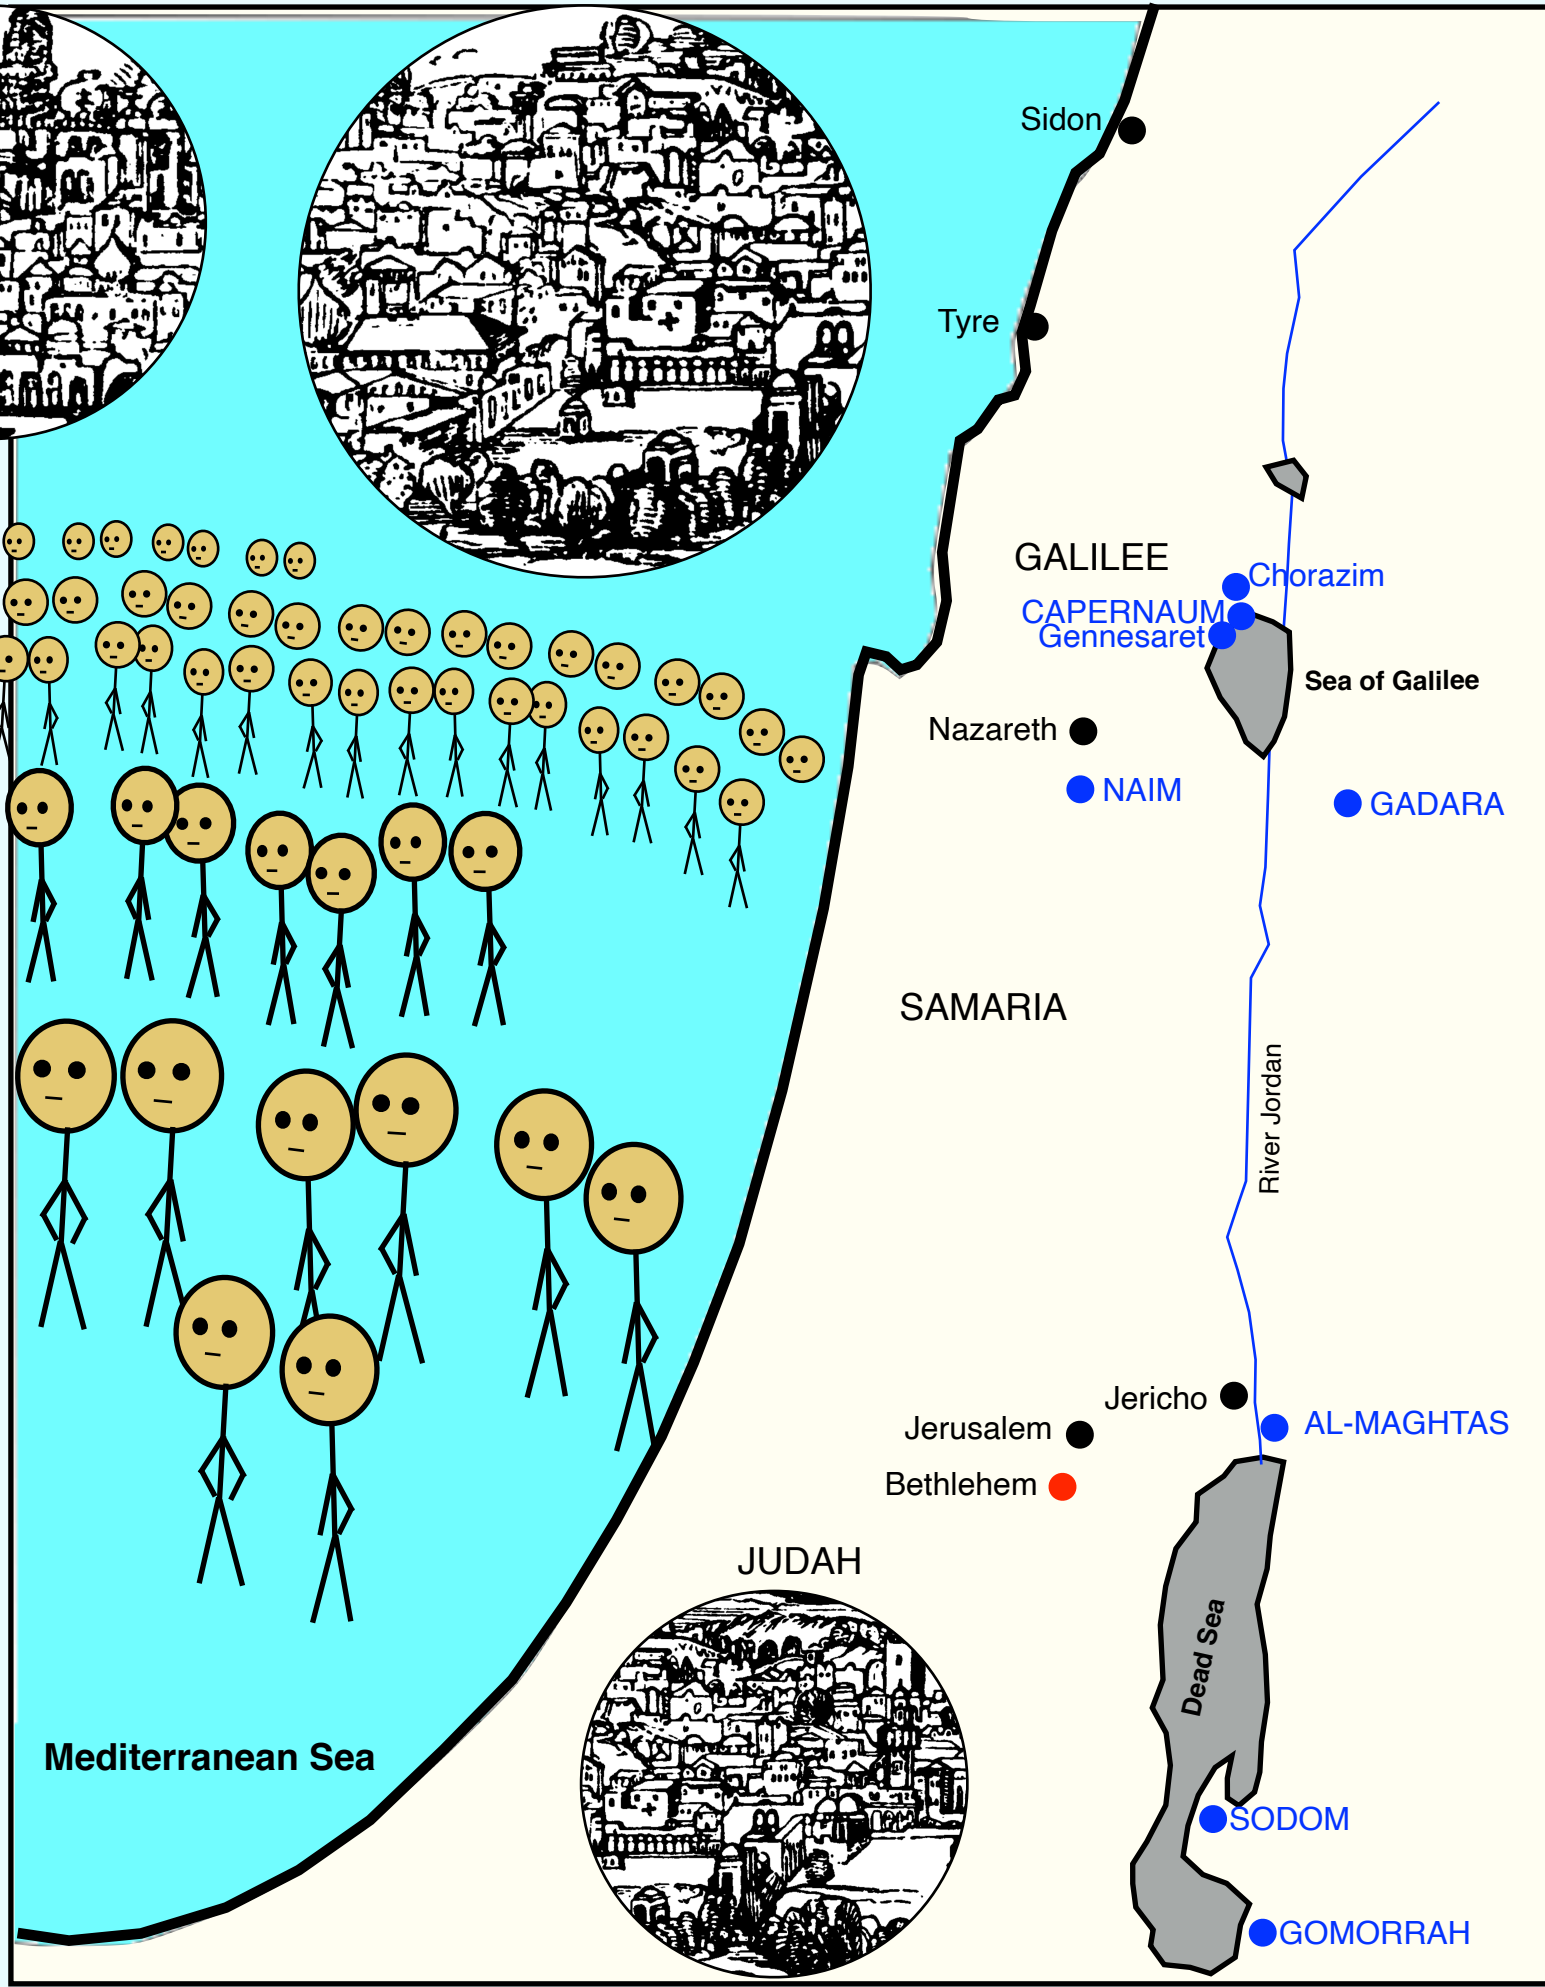 Sidon
Tyre
GALILEE
Chorazim
CAPERNAUM
Gennesaret
Sea of Galilee
Nazareth
NAIM
GADARA
SAMARIA
River Jordan
Jericho
AL-MAGHTAS
Jerusalem
Bethlehem
JUDAH
Dead Sea
Mediterranean Sea
SODOM
GOMORRAH